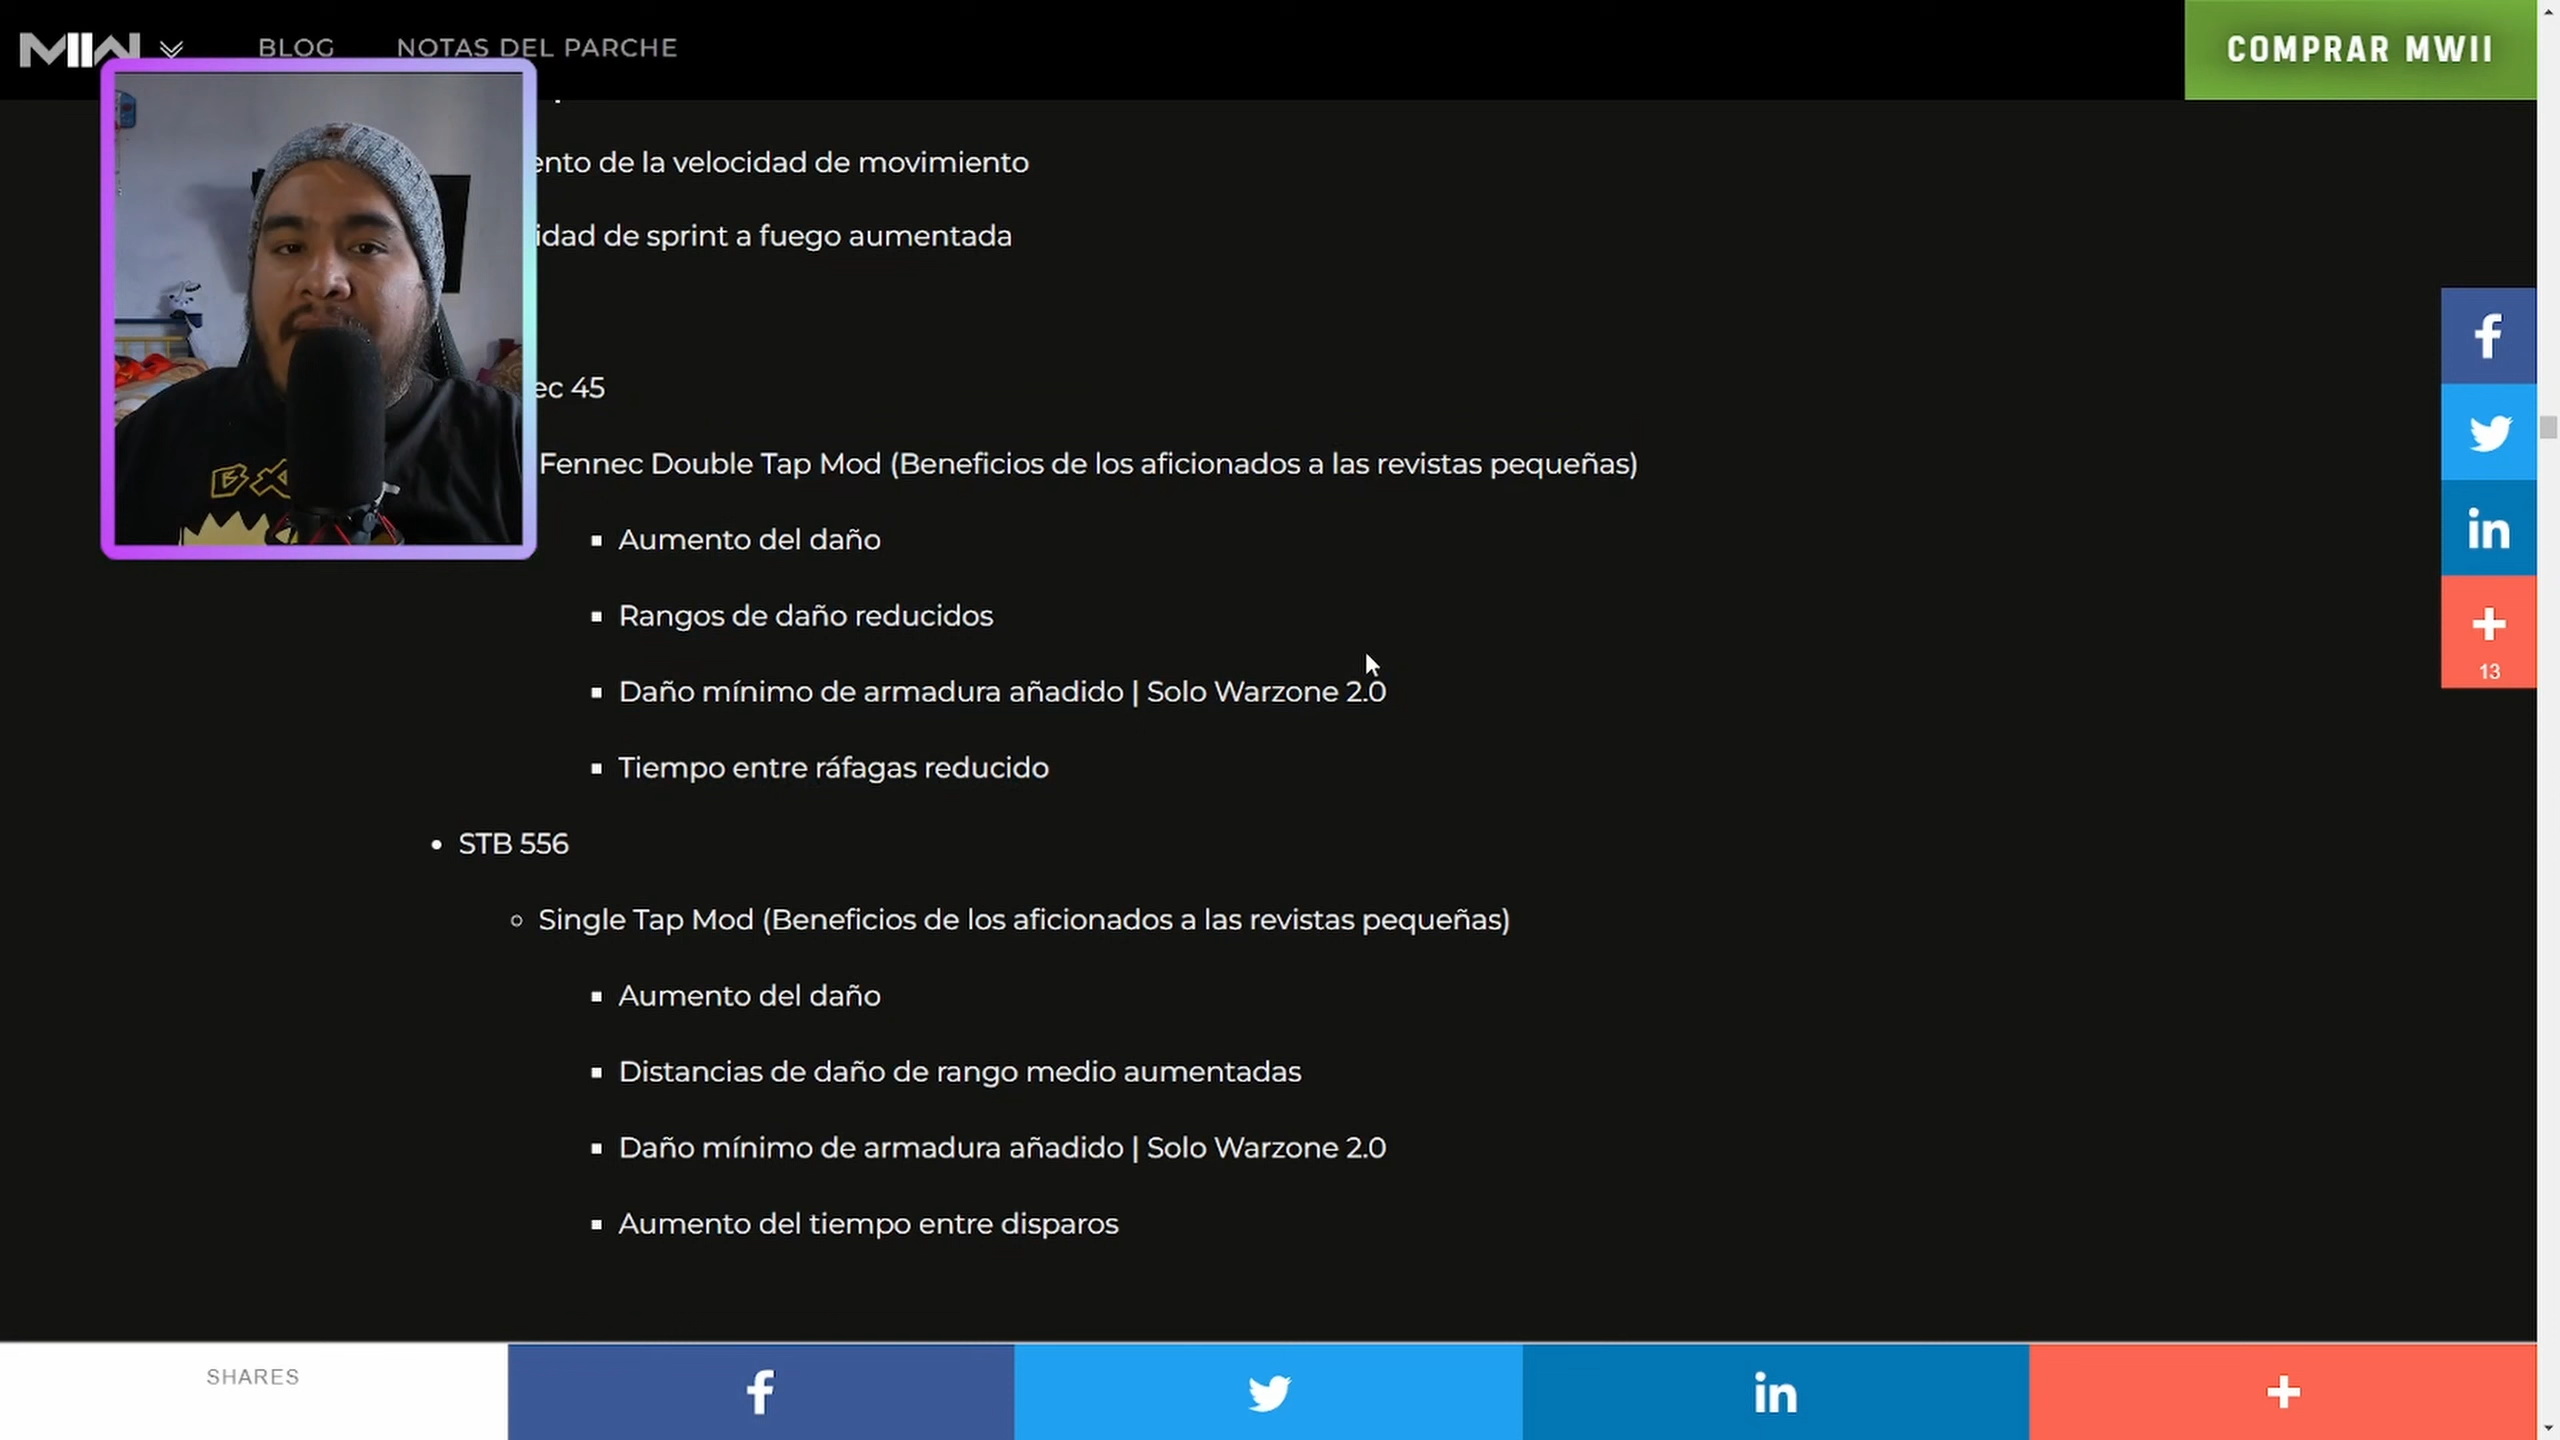 MWII
BLOG
NOTAS DEL PARCHE
COMPRAR MWII
ento de la velocidad de movimiento
idad de sprint a fuego aumentada
ec 45
Fennec Double Tap Mod (Beneficios de los aficionados a las revistas pequeñas)
Aumento del daño
Rangos de daño reducidos
Daño mínimo de armadura añadido | Solo Warzone 2.0
Tiempo entre ráfagas reducido
STB 556
Single Tap Mod (Beneficios de los aficionados a las revistas pequeñas)
Aumento del daño
Distancias de daño de rango medio aumentadas
Daño mínimo de armadura añadido | Solo Warzone 2.0
Aumento del tiempo entre disparos
13
SHARES